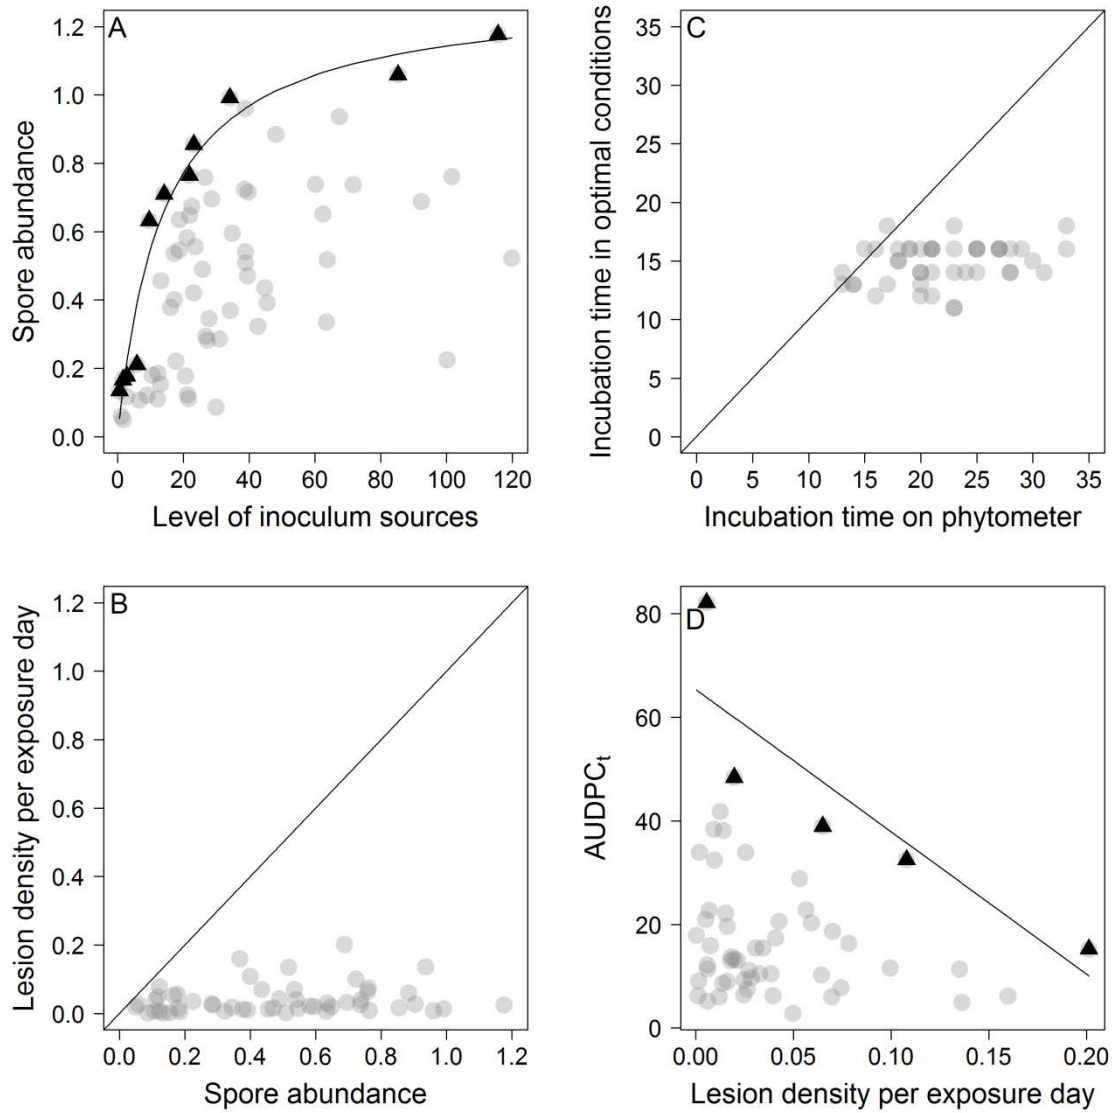 A
1.2
1.0
0.8
0.6
0.4
0.2
0.0
Spore abundance
0 20 40 60 80 100 120
Level of inoculum sources
C
35
30
25
20
15
10
5
0
Incubation time in optimal conditions
0 5 10 15 20 25 30 35
Incubation time on phytometer
B
1.2
1.0
0.8
0.6
0.4
0.2
0.0
Lesion density per exposure day
0.0 0.2 0.4 0.6 0.8 1.0 1.2
Spore abundance
D
80
60
40
20
0
AUDPCt
0.00 0.05 0.10 0.15 0.20
Lesion density per exposure day